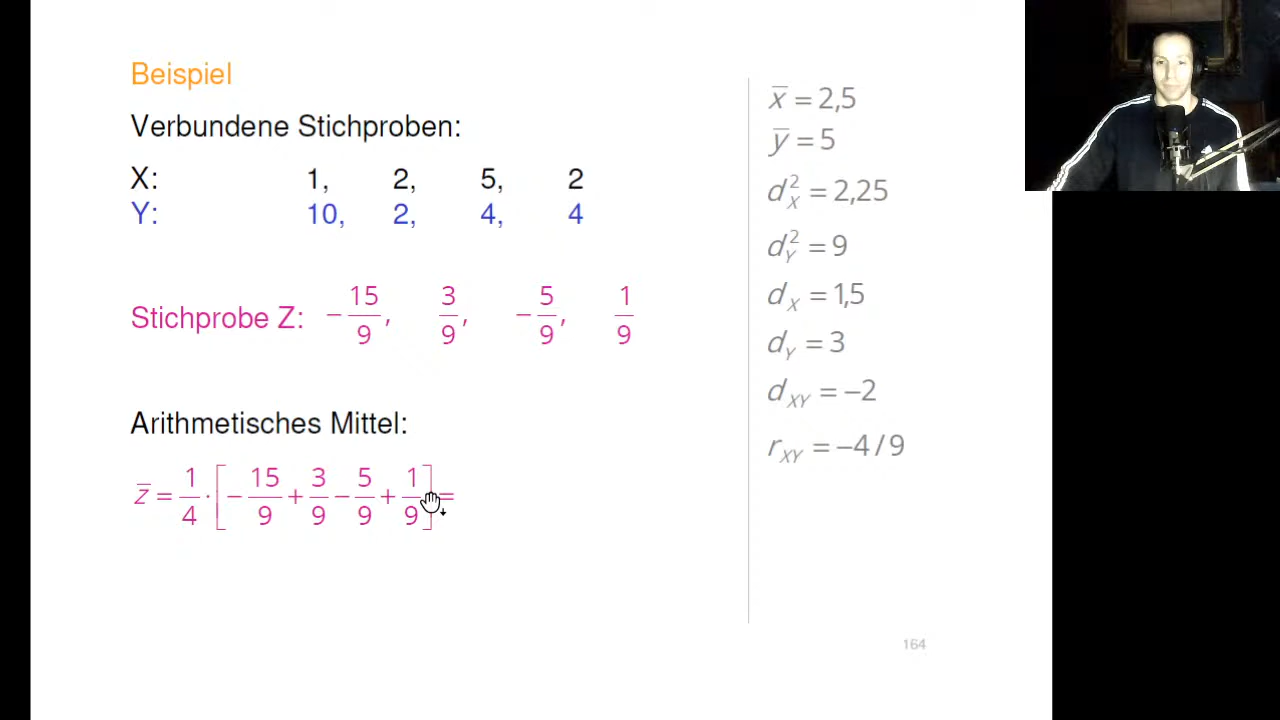 Beispiel
Verbundene Stichproben:
X: 1, 2, 5, 2
Y: 10, 2, 4, 4
Stichprobe Z: −15/9, 3/9, −5/9, 1/9
Arithmetisches Mittel:
z̅ = 1/4 · [−15/9 + 3/9 − 5/9 + 1/9] =
x̅ = 2,5
y̅ = 5
d²_X = 2,25
d²_Y = 9
d_X = 1,5
d_Y = 3
d_XY = −2
r_XY = −4/9
164